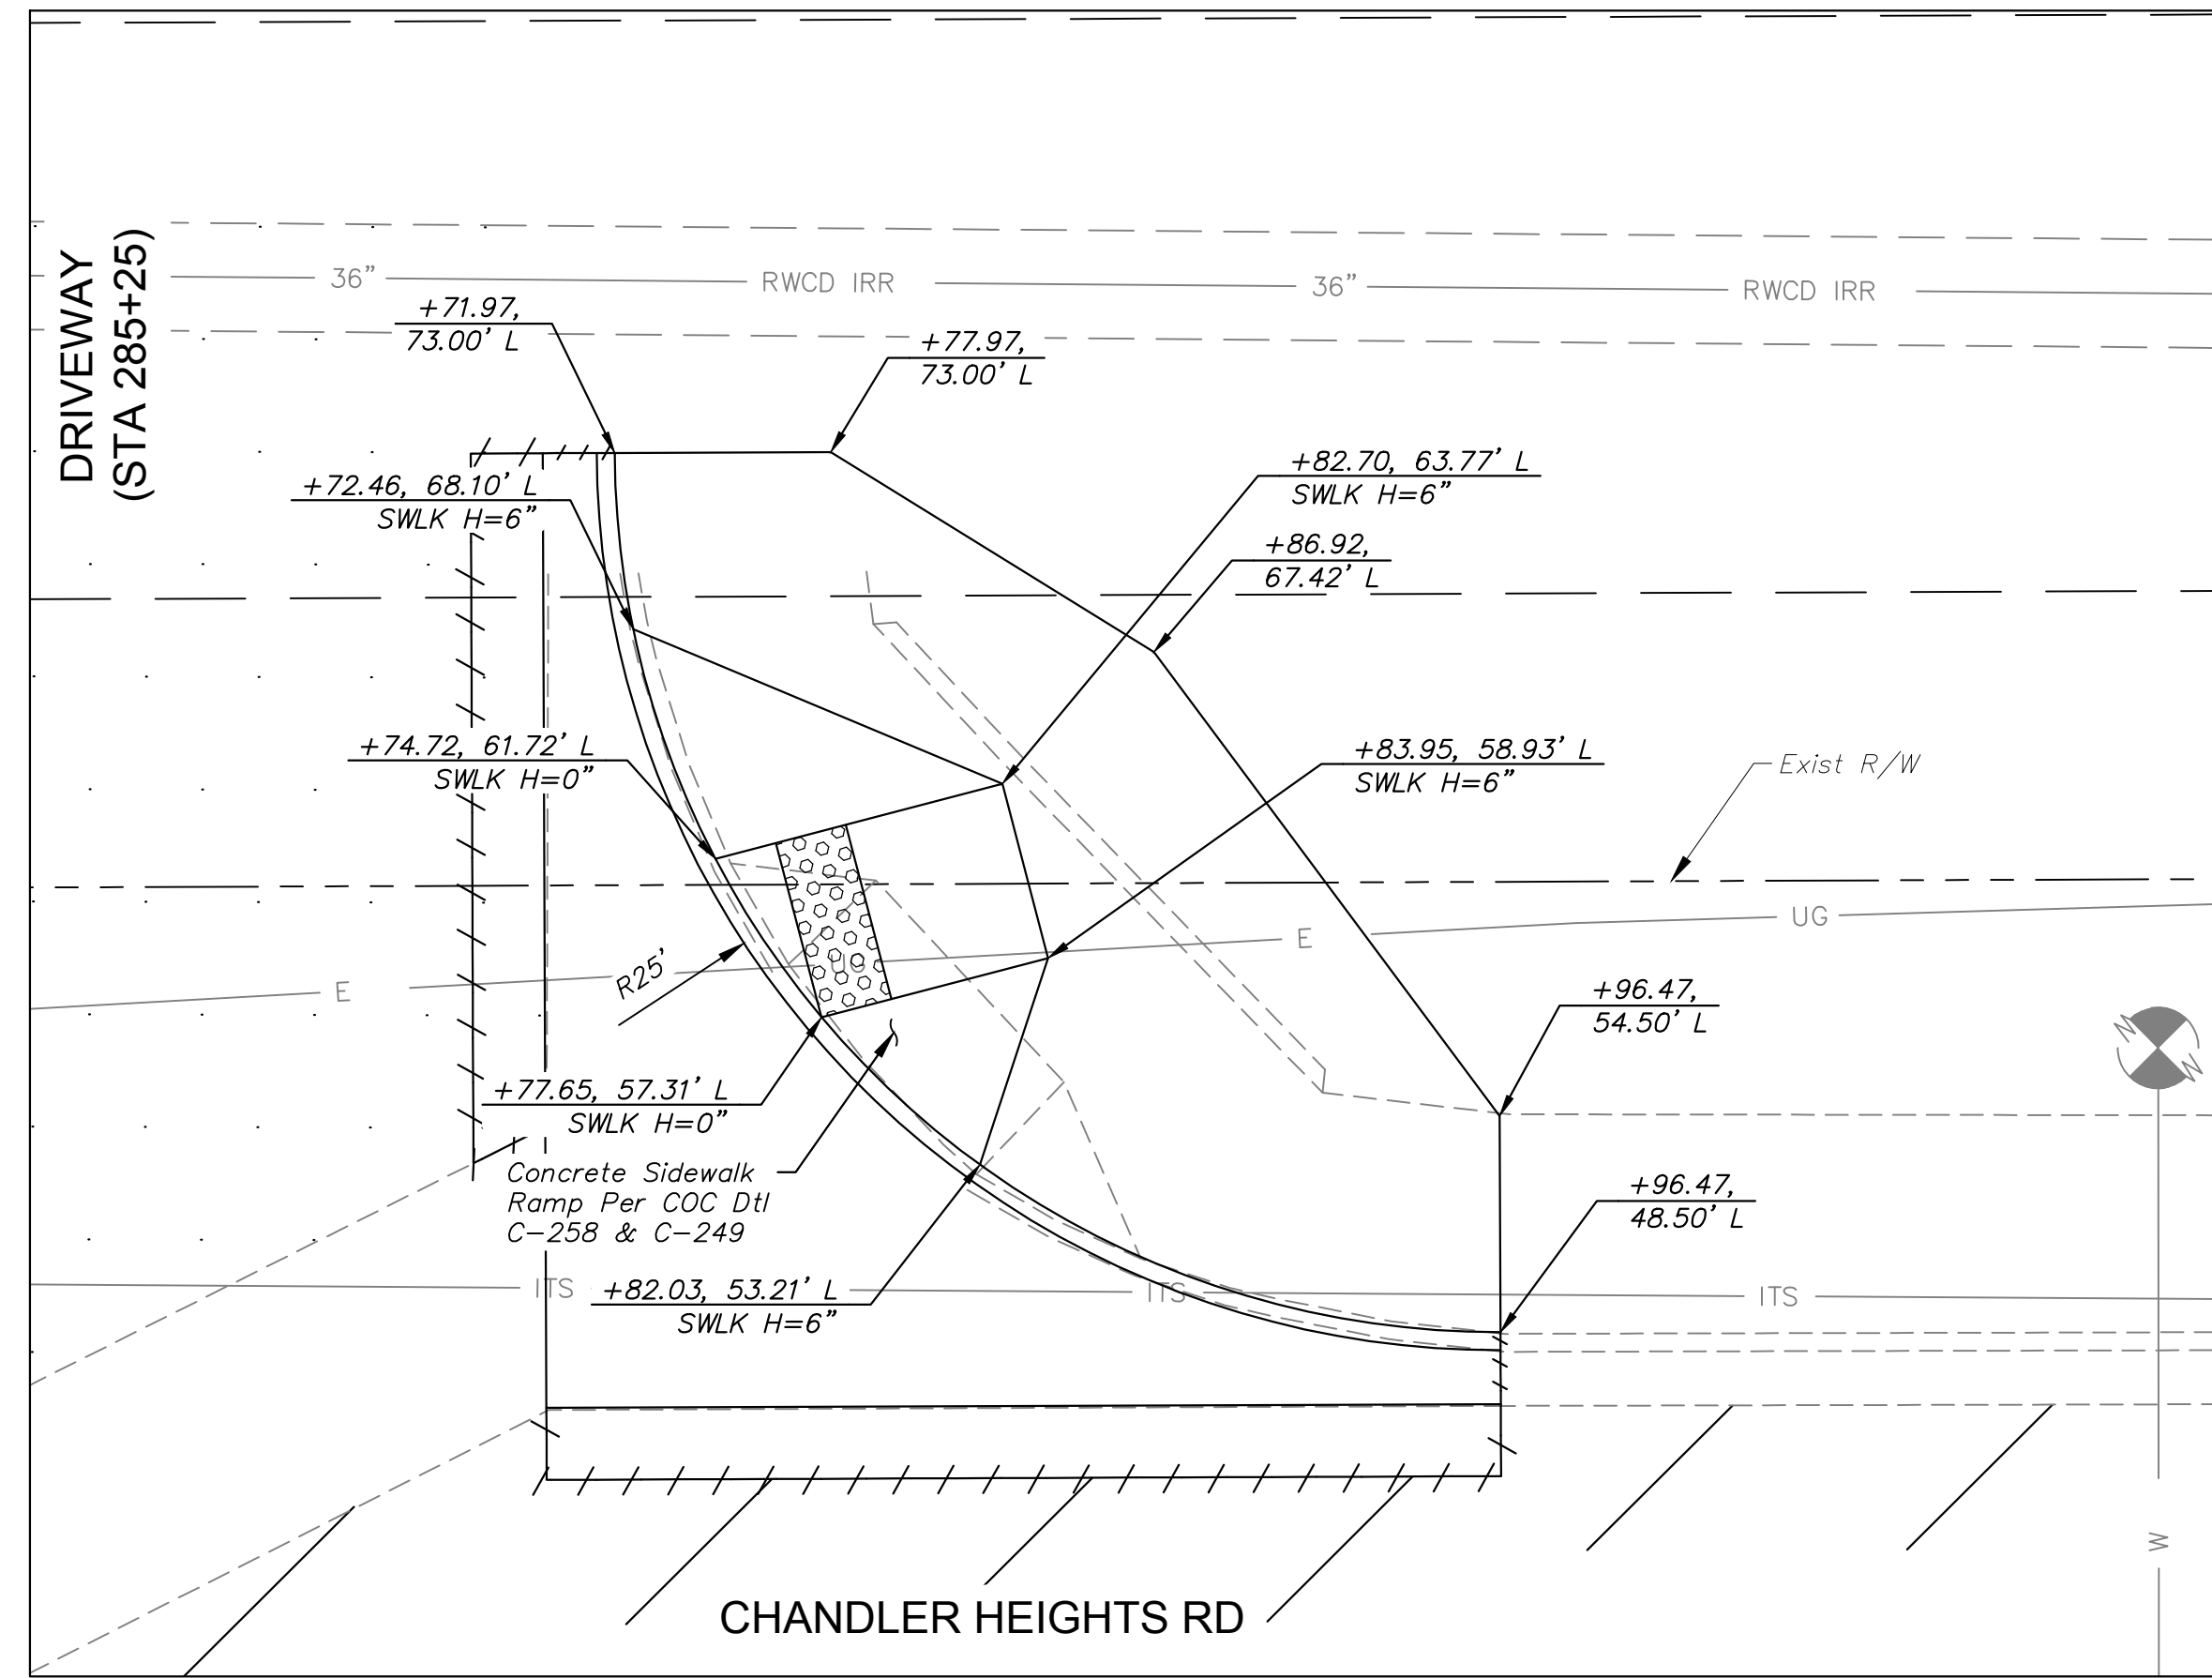 DRIVEWAY
(STA 285+25)
36”
RWCD IRR
36”
RWCD IRR
+71.97,
73.00’ L
+77.97,
73.00’ L
+72.46, 68.10’ L
SWLK H=6”
+82.70, 63.77’ L
SWLK H=6”
+86.92,
67.42’ L
+74.72, 61.72’ L
SWLK H=0”
+83.95, 58.93’ L
SWLK H=6”
Exist R/W
UG
E
UG
E
R25’
+96.47,
54.50’ L
+77.65, 57.31’ L
SWLK H=0”
Concrete Sidewalk
Ramp Per COC Dtl
C-258 & C-249
+96.47,
48.50’ L
ITS
+82.03, 53.21’ L
SWLK H=6”
ITS
ITS
W
CHANDLER HEIGHTS RD